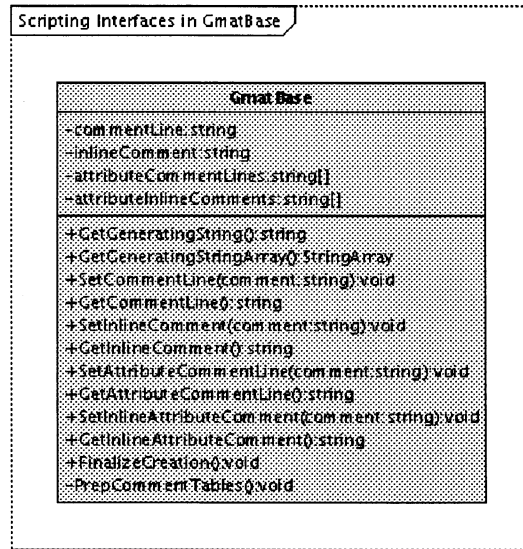 Scripting Interfaces in GmatBase
GmatBase
-commentLine:string
-inlineComment:string
-attributeCommentLines:string[]
-attributeInlineComments:string[]
+GetGeneratingString():string
+GetGeneratingStringArray():StringArray
+SetCommentLine(comment:string):void
+GetCommentLine():string
+SetInlineComment(comment:string):void
+GetInlineComment():string
+SetAttributeCommentLine(comment:string):void
+GetAttributeCommentLine():string
+SetInlineAttributeComment(comment:string):void
+GetInlineAttributeComment():string
+FinalizeCreation():void
-PrepCommentTables():void